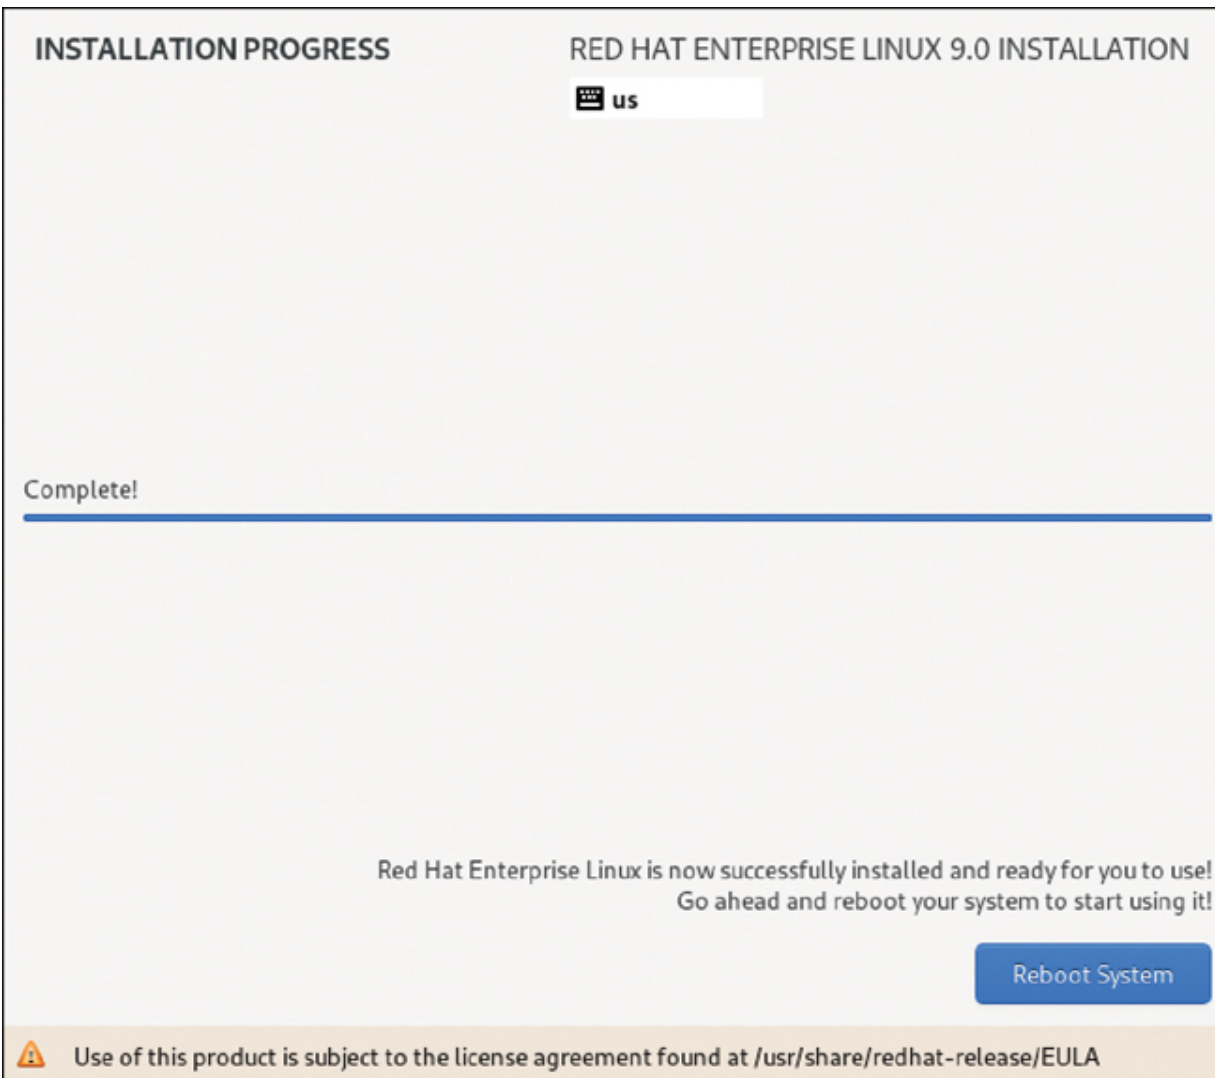 INSTALLATION PROGRESS
RED HAT ENTERPRISE LINUX 9.0 INSTALLATION
us
Complete!
Red Hat Enterprise Linux is now successfully installed and ready for you to use!
Go ahead and reboot your system to start using it!
Reboot System
Use of this product is subject to the license agreement found at /usr/share/redhat-release/EULA